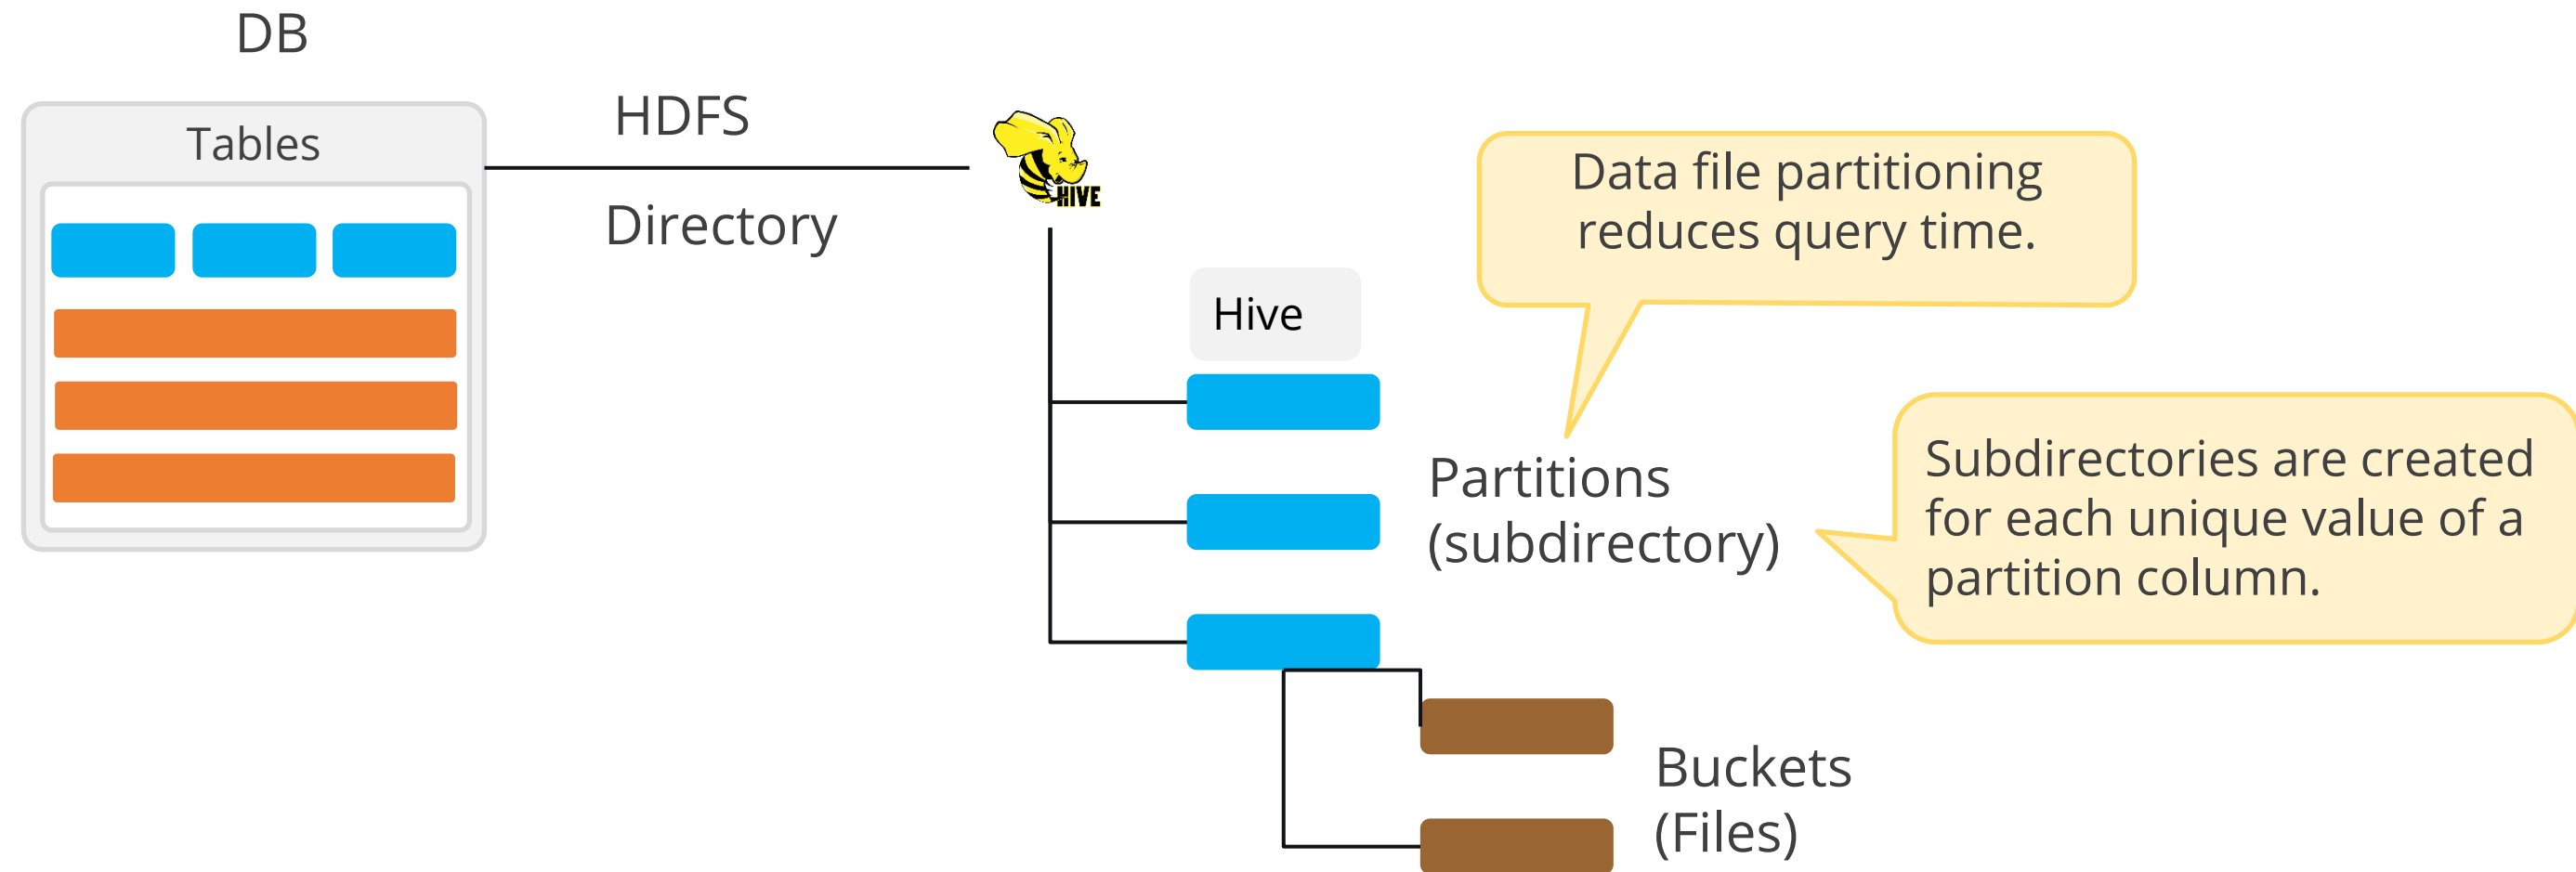 DB
Tables
HDFS
Directory
HIVE
Hive
Data file partitioning
reduces query time.
Partitions
(subdirectory)
Subdirectories are created
for each unique value of a
partition column.
Buckets
(Files)